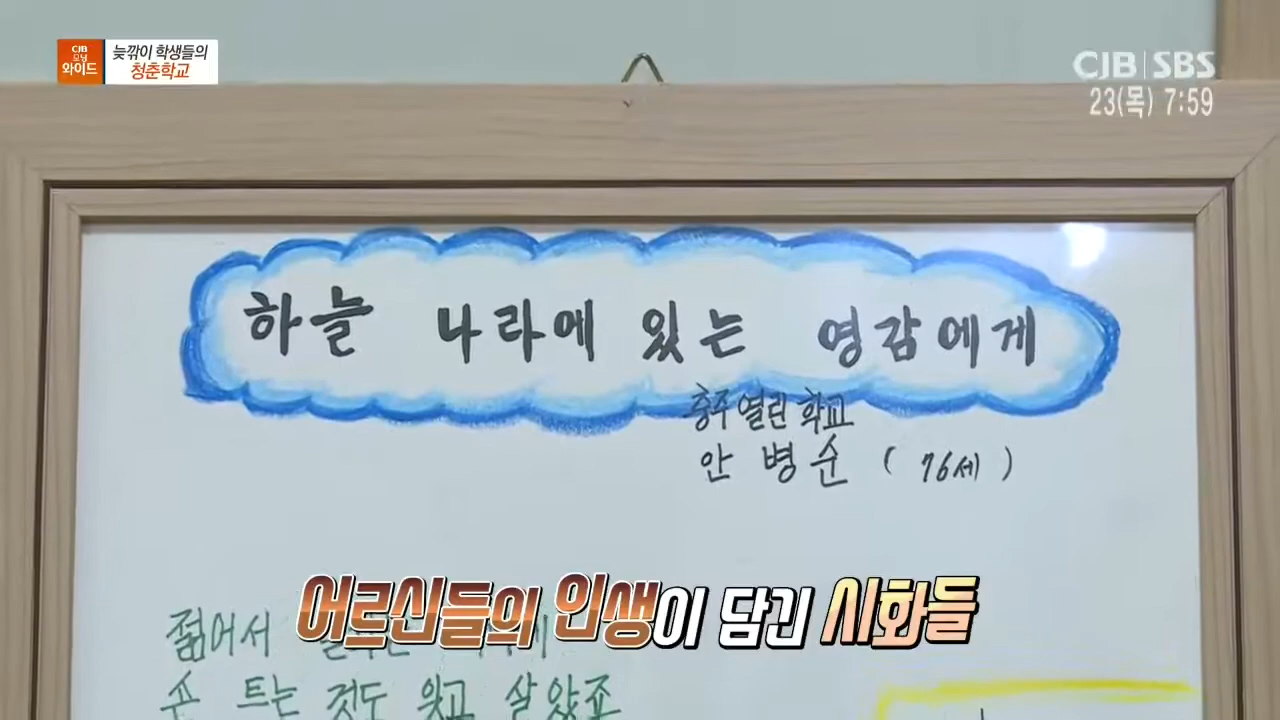 CJB
모닝
와이드
늦깎이 학생들의
청춘학교
CJB SBS
23(목) 7:59
하늘 나라에 있는 영감에게
충주열린학교
안병순 (76세)
어르신들의 인생이 담긴 시화들
젊어서
손 트는 것도 잊고 살았죠